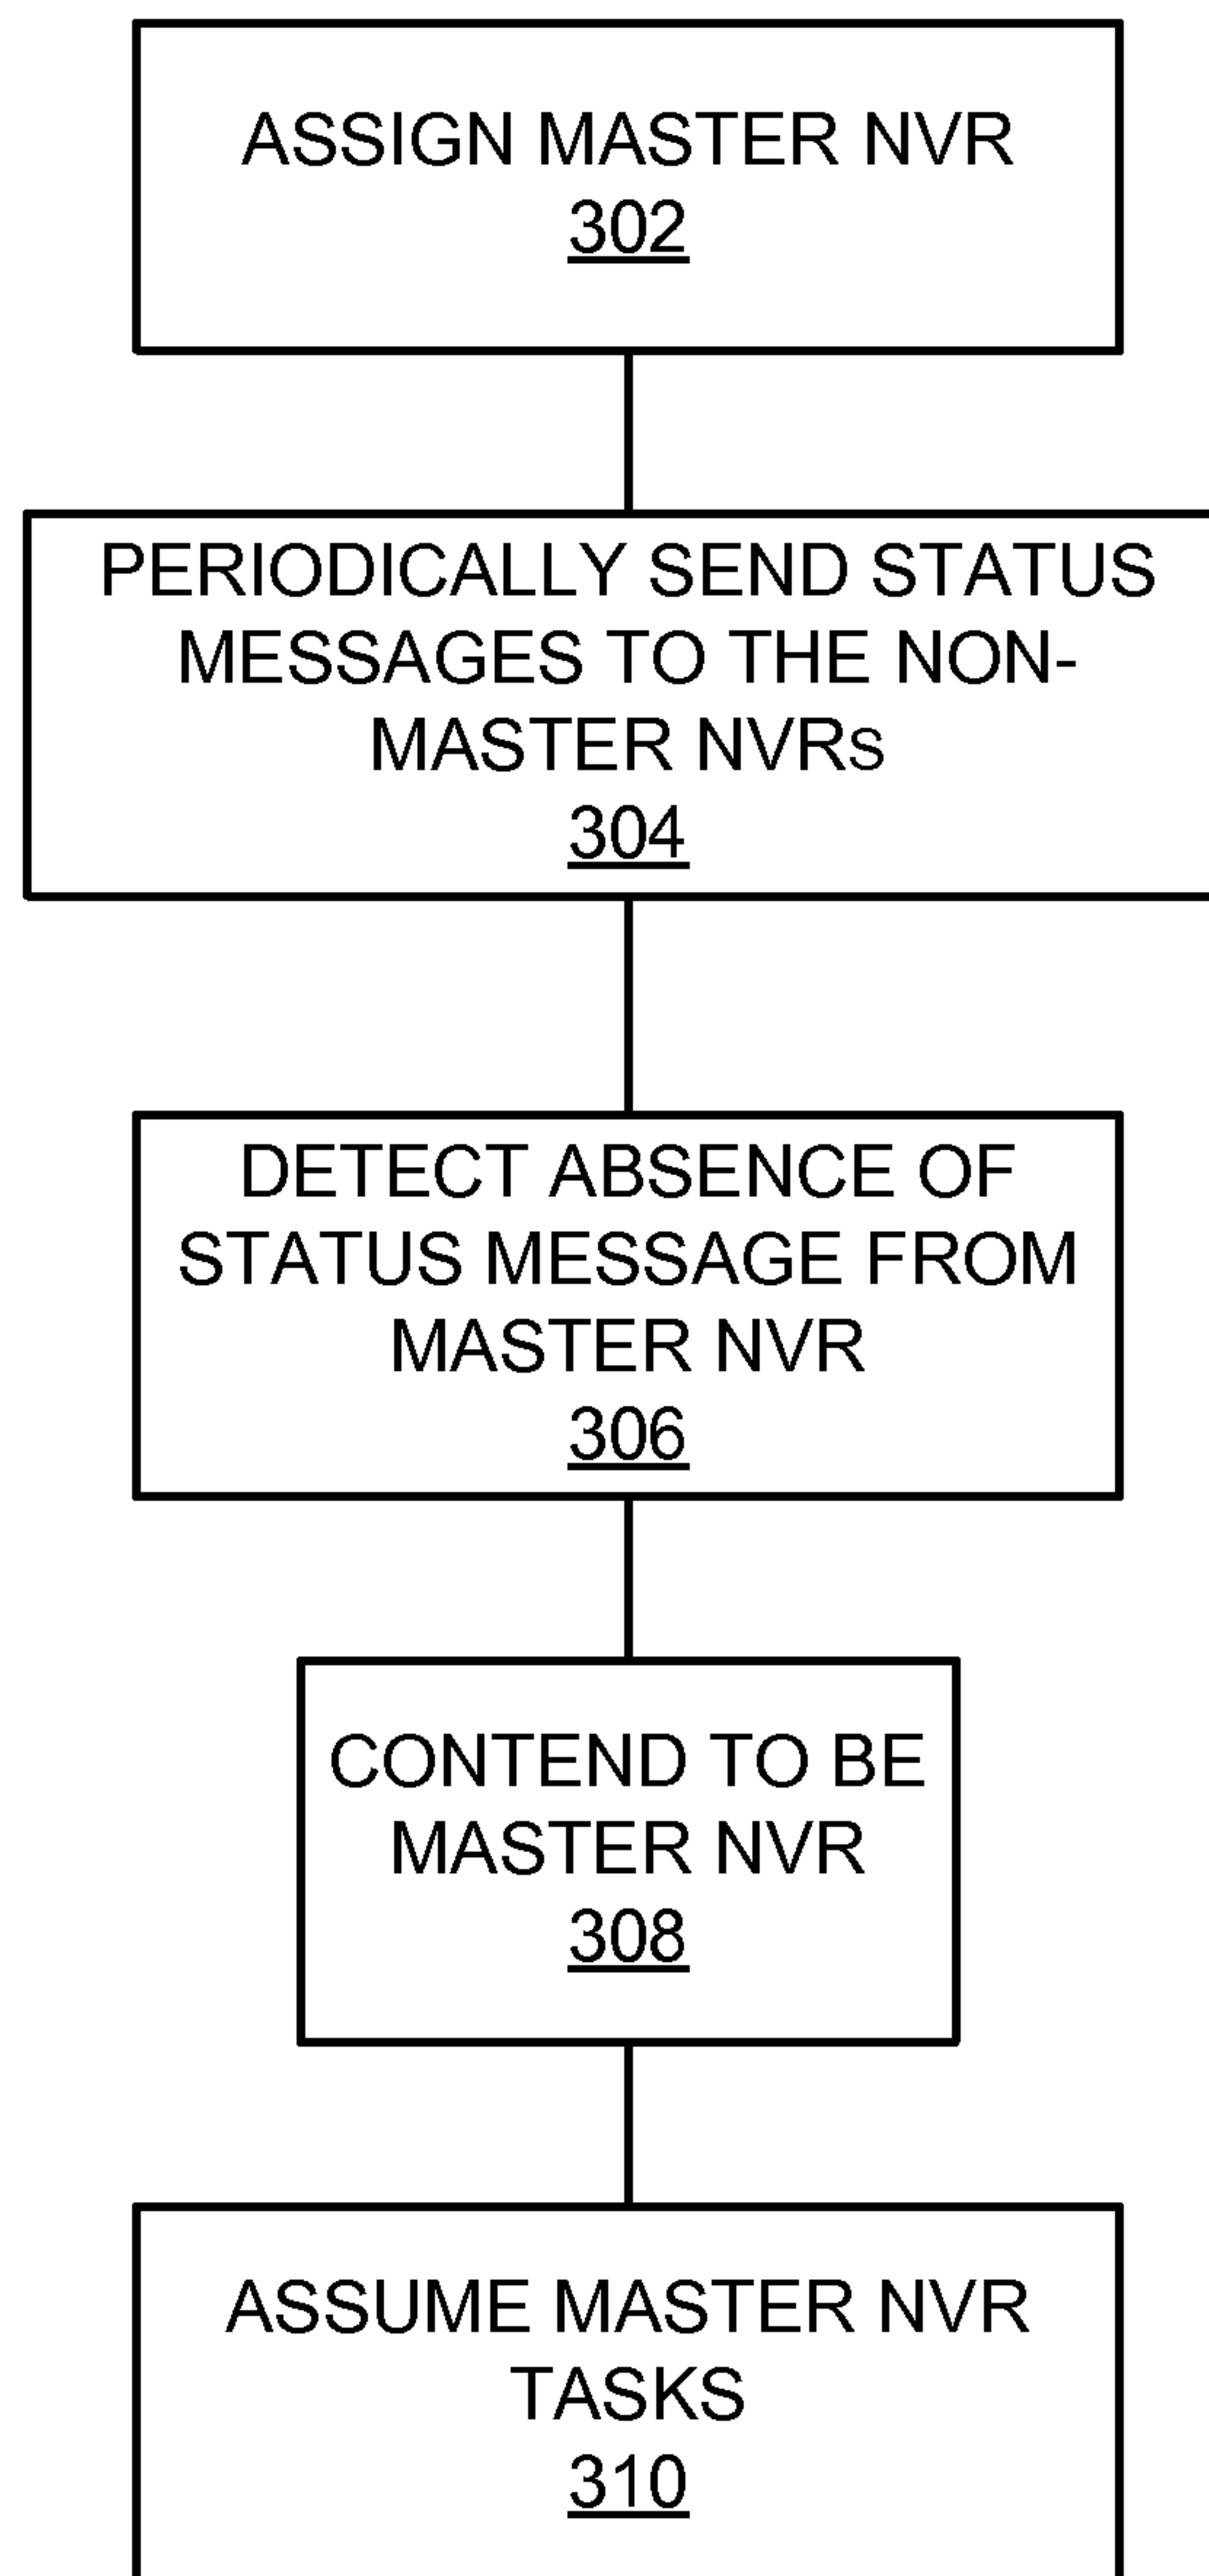 ASSIGN MASTER NVR
302
PERIODICALLY SEND STATUS
MESSAGES TO THE NON-
MASTER NVRs
304
DETECT ABSENCE OF
STATUS MESSAGE FROM
MASTER NVR
306
CONTEND TO BE
MASTER NVR
308
ASSUME MASTER NVR
TASKS
310